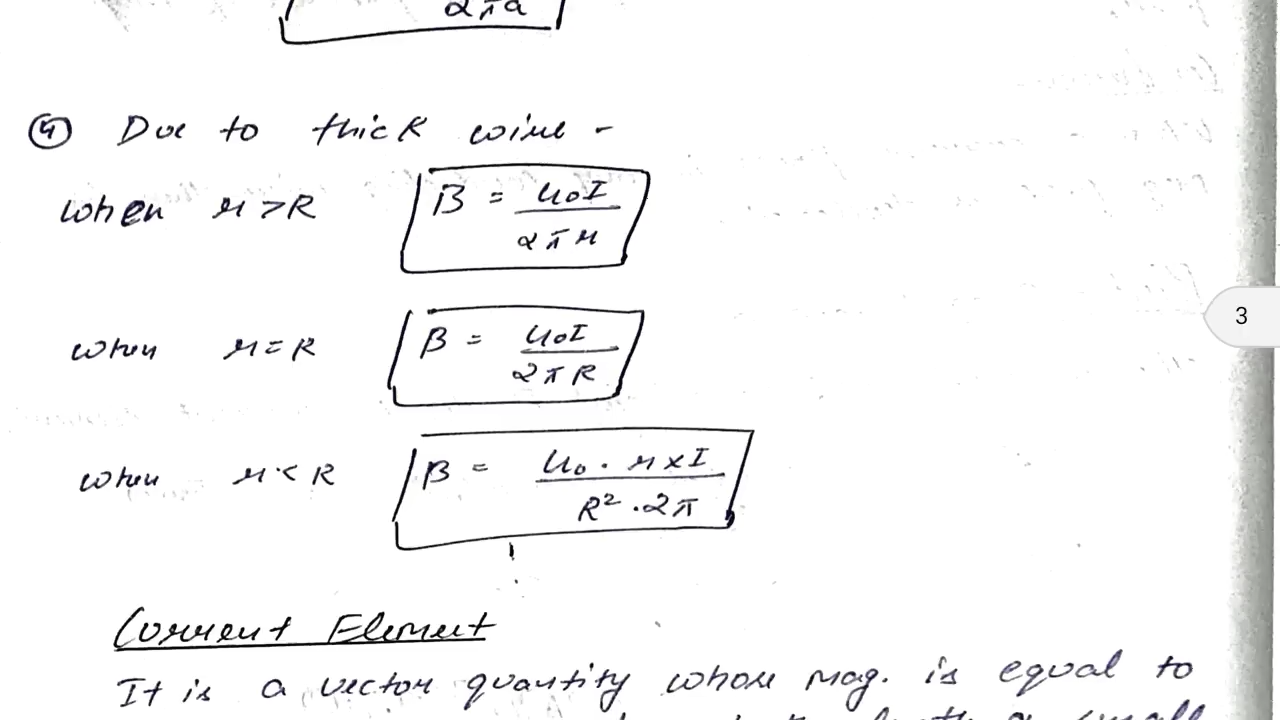 2πa
④ Due to thick wire -
when r>R B = μ₀I / 2πr
when r=R B = μ₀I / 2πR
when r<R B = μ₀ · r×I / R² · 2π
3
Current Element
It is a vector quantity whose mag. is equal to